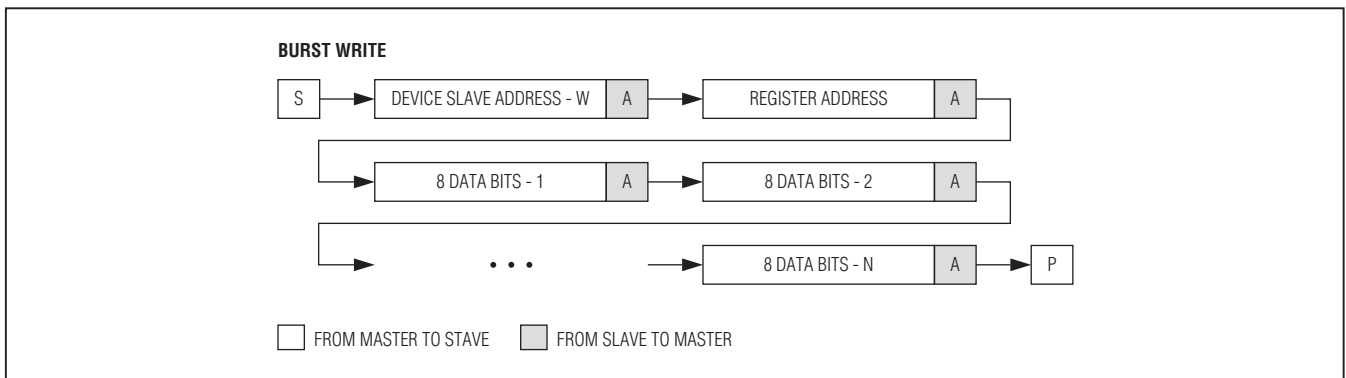 BURST WRITE
S DEVICE SLAVE ADDRESS - W A REGISTER ADDRESS A
8 DATA BITS - 1 A 8 DATA BITS - 2 A
• • • 8 DATA BITS - N A P
FROM MASTER TO STAVE FROM SLAVE TO MASTER